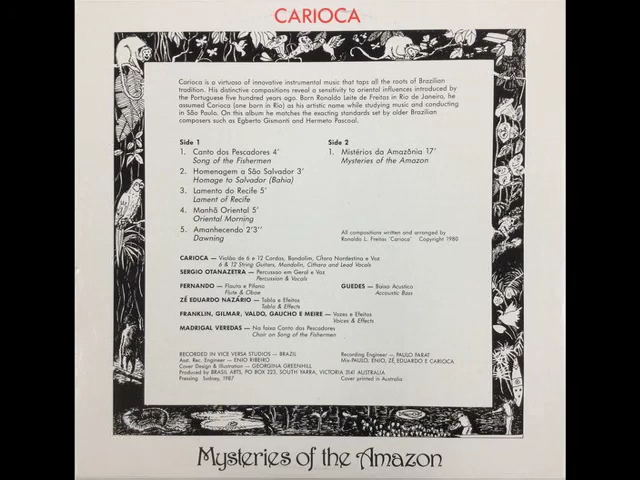 CARIOCA
Carioca is a virtuoso of innovative instrumental music that taps all the roots of Brazilian
tradition. His distinctive compositions reveal a sensitivity to oriental influences introduced by
the Portuguese five hundred years ago. Born Ronaldo Leite de Freitas in Rio de Janeiro, he
assumed Carioca (one born in Rio) as his artistic name while studying music and conducting
in São Paulo. On this album he matches the exacting standards set by older Brazilian
composers such as Egberto Gismonti and Hermeto Pascoal.
Side 1
1. Canto dos Pescadores 4'
Song of the Fishermen
2. Homenagem a São Salvador 3'
Homage to Salvador (Bahia)
3. Lamento do Recife 5'
Lament of Recife
4. Manhã Oriental 5'
Oriental Morning
5. Amanhecendo 2'3''
Dawning
Side 2
1. Mistérios da Amazônia 17'
Mysteries of the Amazon
All compositions written and arranged by
Ronaldo L. Freitas 'Carioca' Copyright 1980
CARIOCA — Violão de 6 e 12 Cordas, Bandolim, Cítara Nordestina e Voz
6 & 12 String Guitars, Mandolin, Cithara and Lead Vocals
SERGIO OTANAZETRA — Percussao em Geral e Voz
Percussion & Vocals
FERNANDO — Flauta e Pifano
Flute & Oboe
GUEDES — Baixo Acustico
Accoustic Bass
ZÉ EDUARDO NAZÁRIO — Tabla e Efeitos
Tabla & Effects
FRANKLIN, GILMAR, VALDO, GAUCHO E MEIRE — Vozes e Efeitos
Voices & Effects
MADRIGAL VEREDAS — Na faixa Canto dos Pescadores
Choir on Song of the Fishermen
RECORDED IN VICE VERSA STUDIOS — BRAZIL
Asst. Rec. Engineer — ENIO RIBEIRO
Cover Design & Illustration — GEORGINA GREENHILL
Produced by BRASIL ARTS, PO BOX 223, SOUTH YARRA, VICTORIA 3141 AUSTRALIA
Pressing Sydney, 1987
Recording Engineer — PAULO FARAT
Mix-PAULO, ENIO, ZÉ, EDUARDO E CARIOCA
Cover printed in Australia
Mysteries of the Amazon